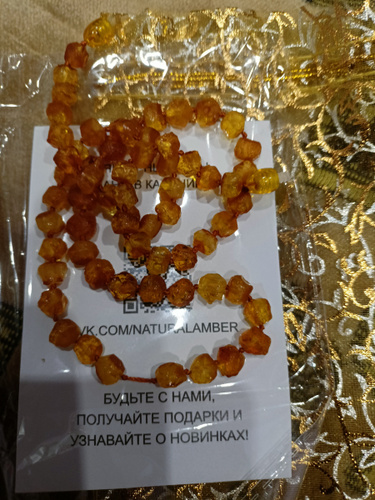 VK.COM/NATURALAMBER
БУДЬТЕ С НАМИ,
ПОЛУЧАЙТЕ ПОДАРКИ И
УЗНАВАЙТЕ О НОВИНКАХ!